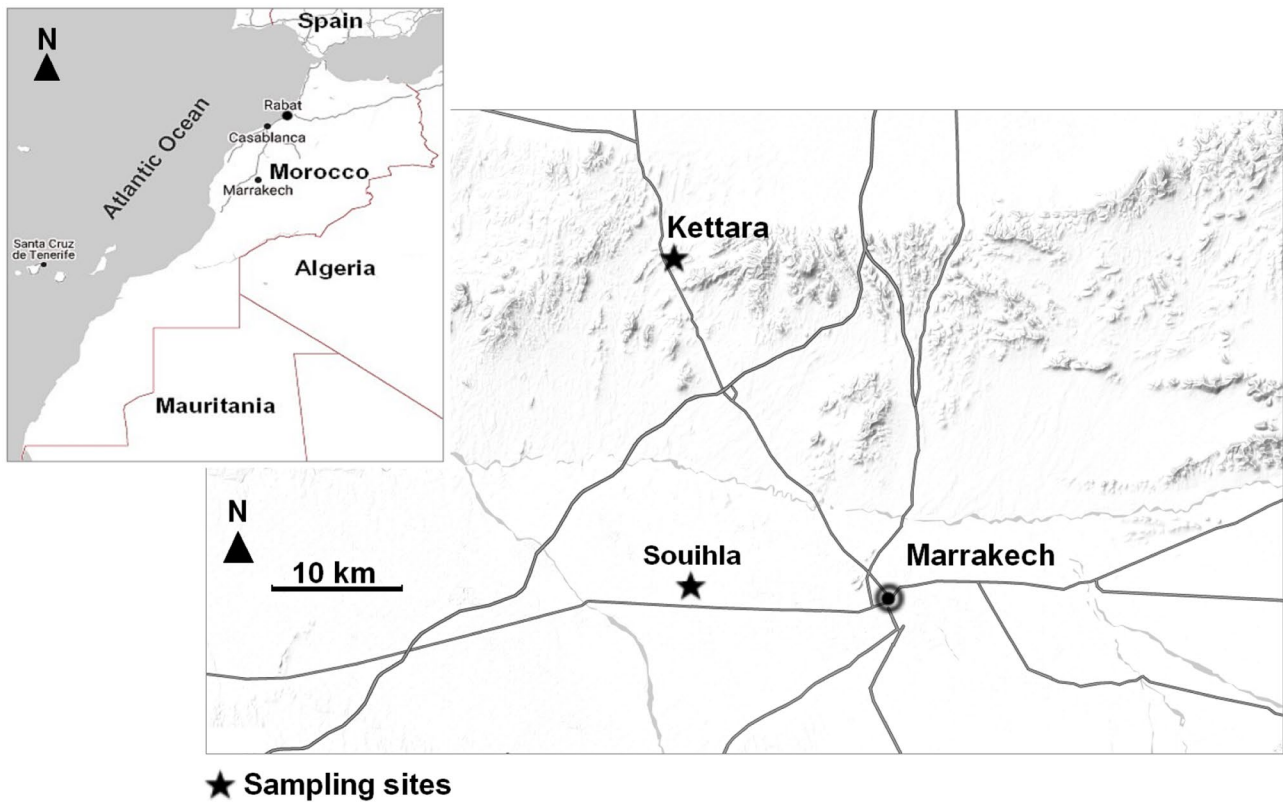 Spain
N
Rabat
Casablanca
Atlantic Ocean
Morocco
Marrakech
Santa Cruz
de Tenerife
Algeria
Mauritania
Kettara
N
10 km
Souihla
Marrakech
Sampling sites